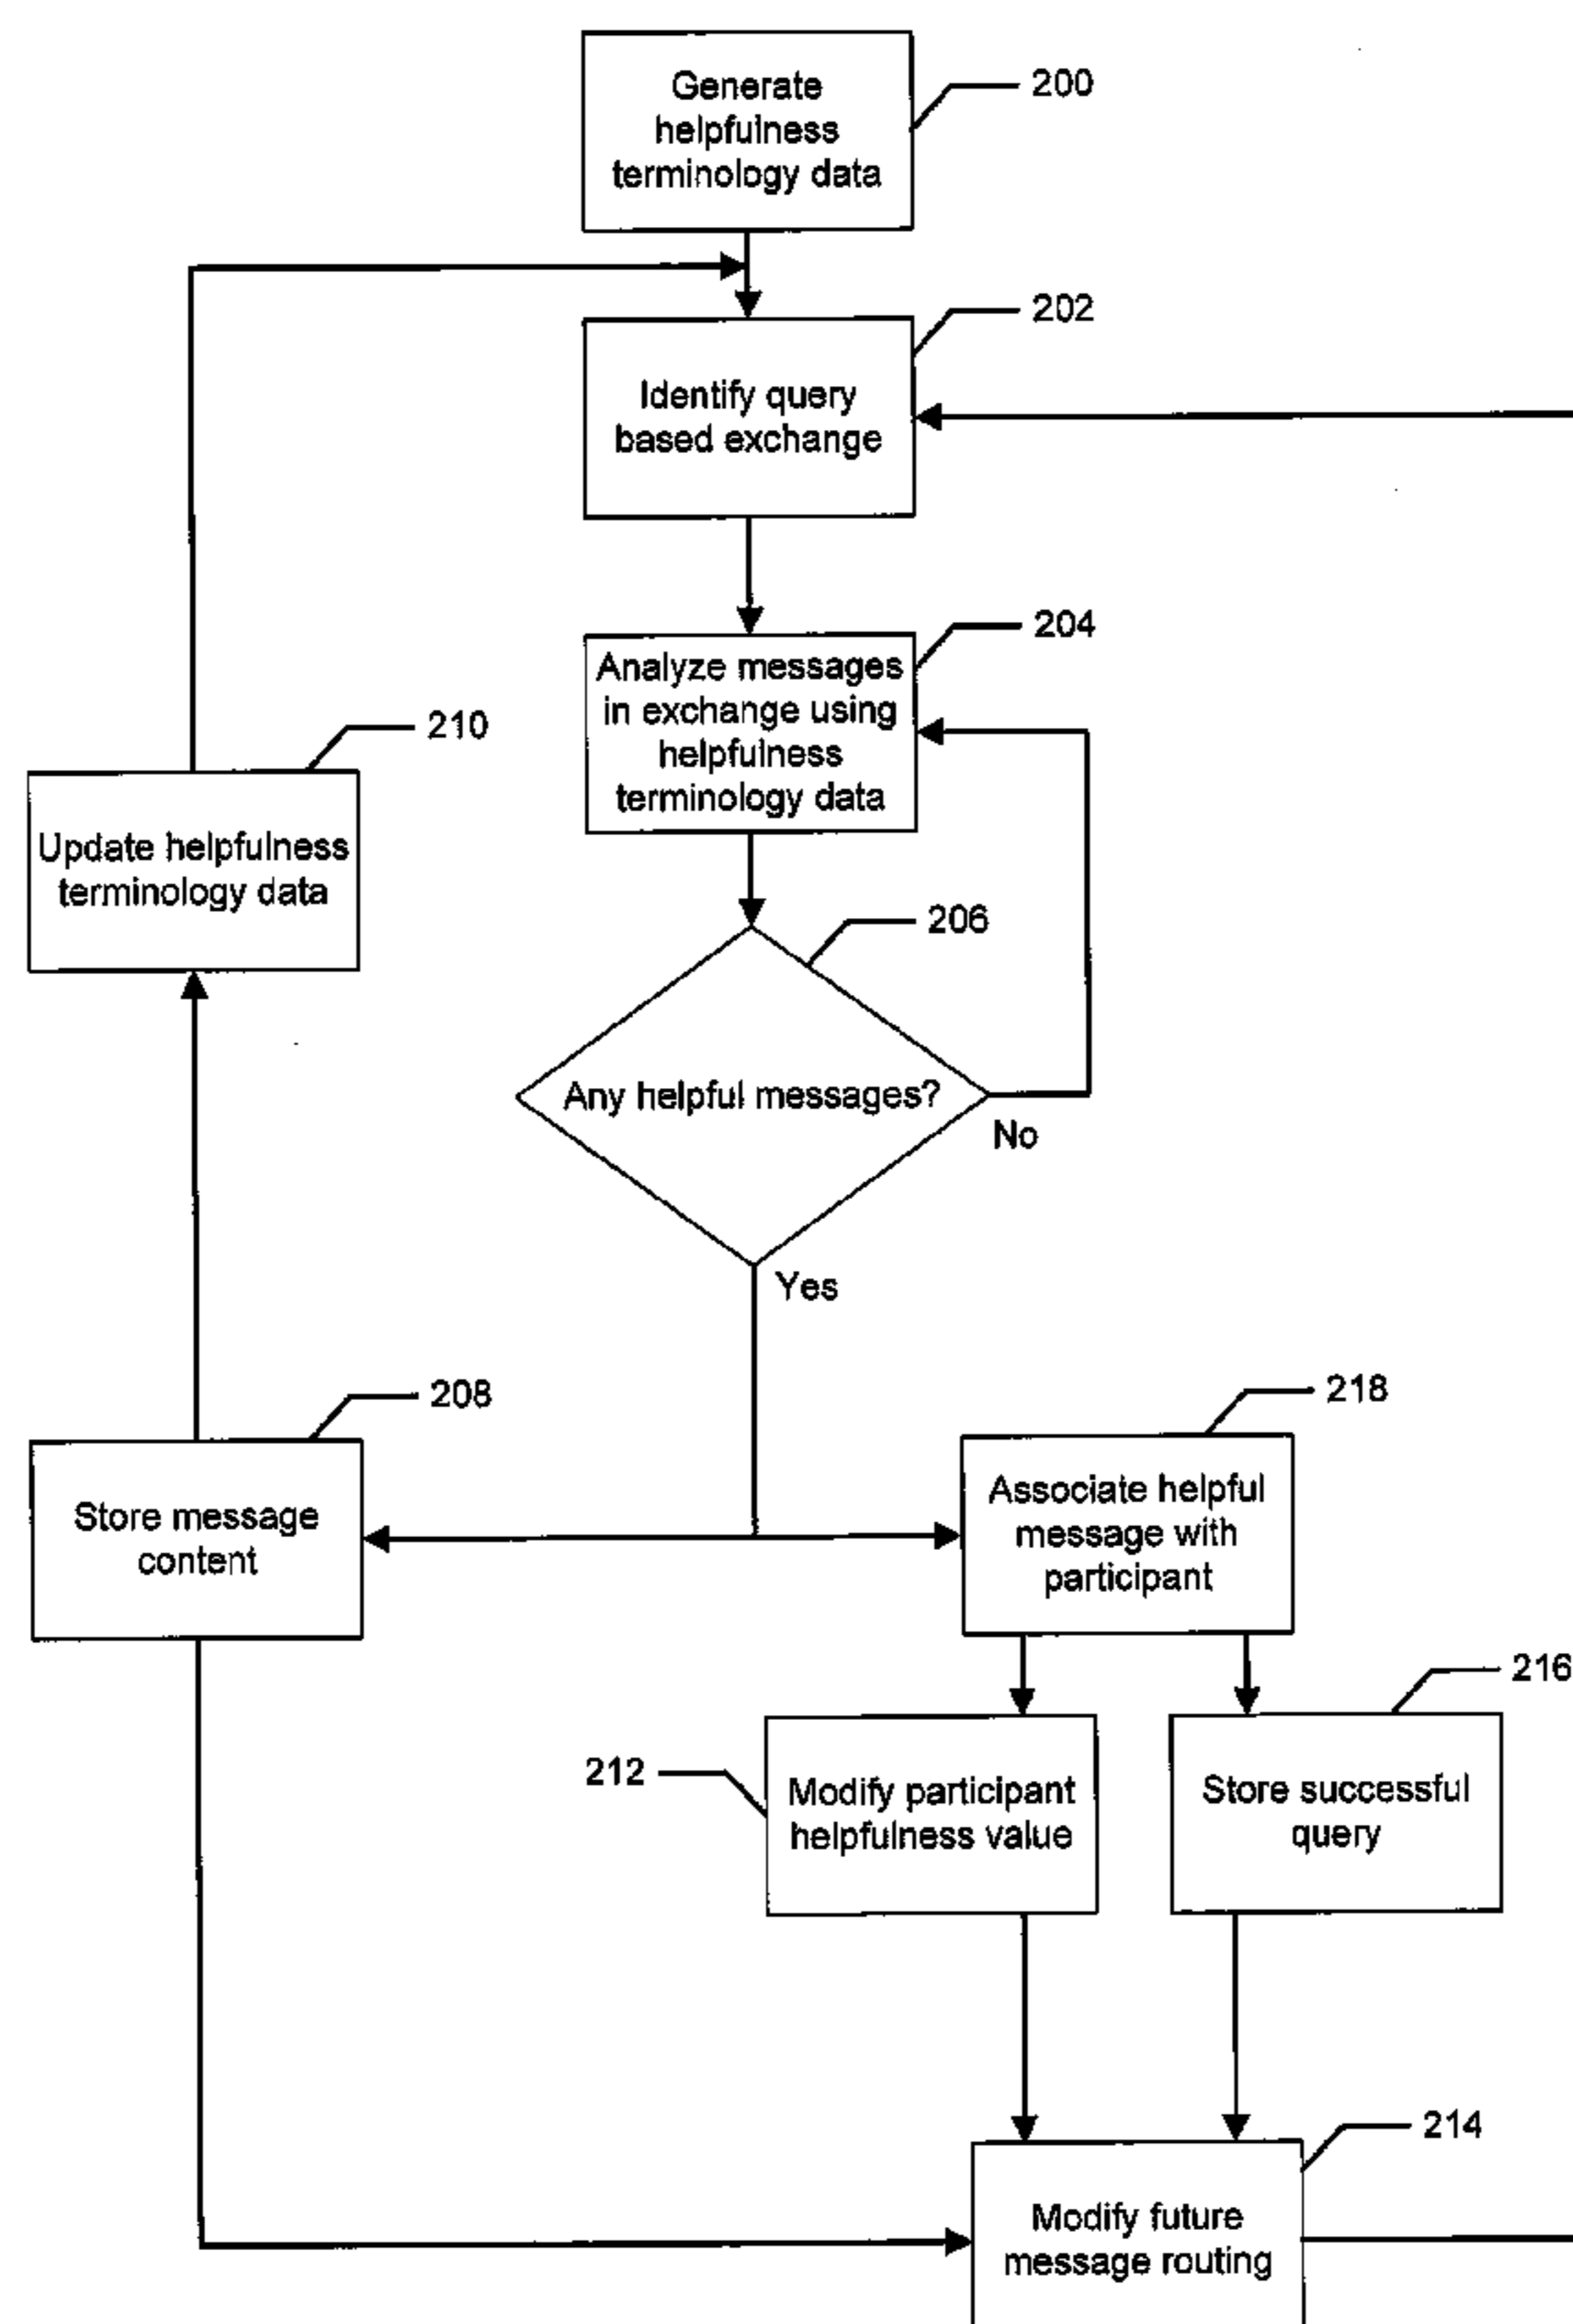 Generate
helpfulness
terminology data
200
202
Identify query
based exchange
204
Analyze messages
in exchange using
helpfulness
terminology data
210
Update helpfulness
terminology data
206
Any helpful messages?
No
Yes
208
Store message
content
218
Associate helpful
message with
participant
216
212
Modify participant
helpfulness value
Store successful
query
214
Modify future
message routing